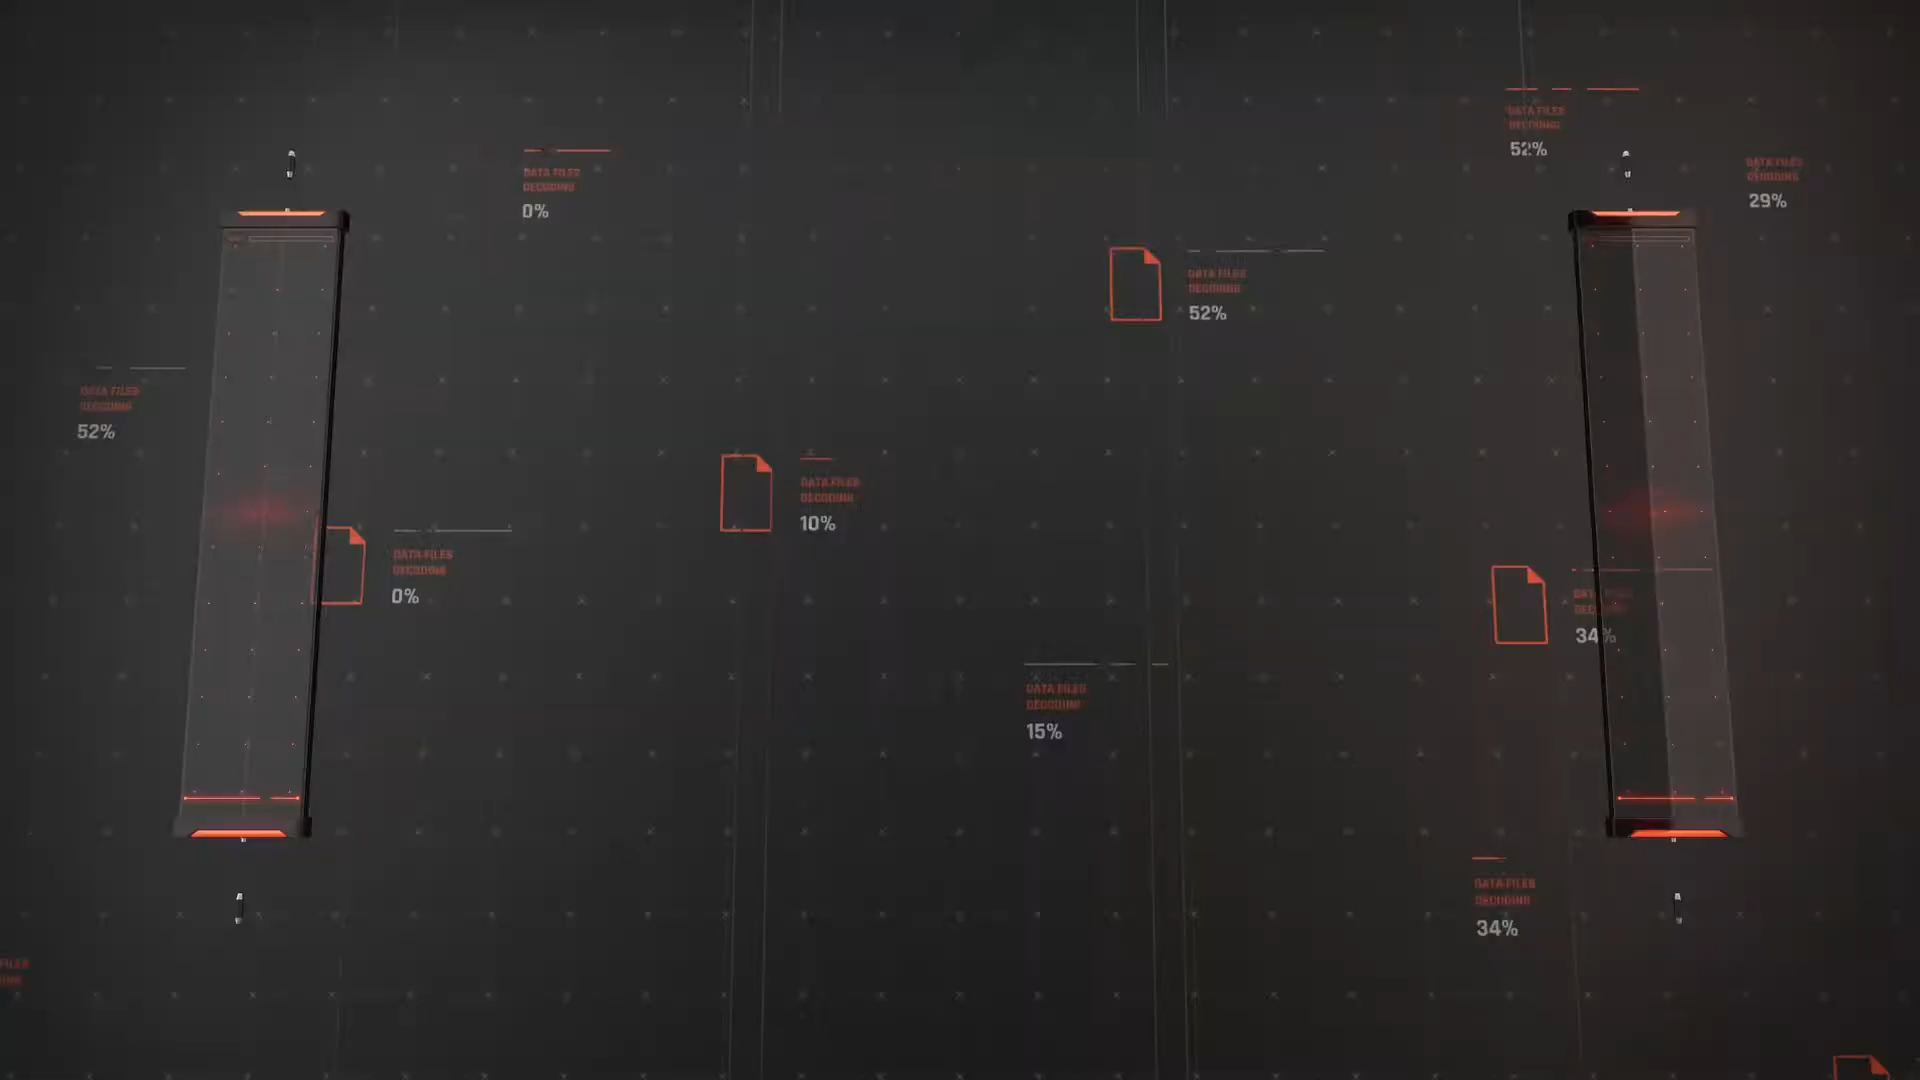 DATA FILES
DECODING
52%
DATA FILES
DECODING
29%
DATA FILES
DECODING
0%
DATA FILES
DECODING
52%
DATA FILES
DECODING
52%
DATA FILES
DECODING
10%
DATA FILES
DECODING
0%
34%
DATA FILES
DECODING
15%
DATA FILES
DECODING
34%
FILES